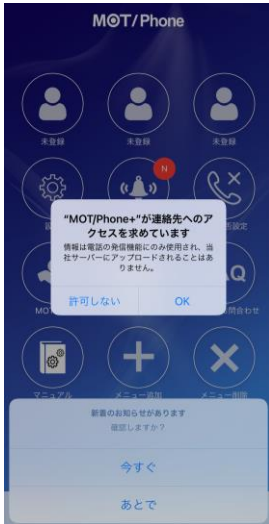 MOT/Phone
未登録 未登録 未登録
N
"MOT/Phone+"が連絡先へのア
クセスを求めています
情報は電話の発信機能にのみ使用され、当
社サーバーにアップロードされることはあ
りません。
許可しない OK
マニュアル メニュー追加 メニュー削除
新着のお知らせがあります
確認しますか？
今すぐ
あとで